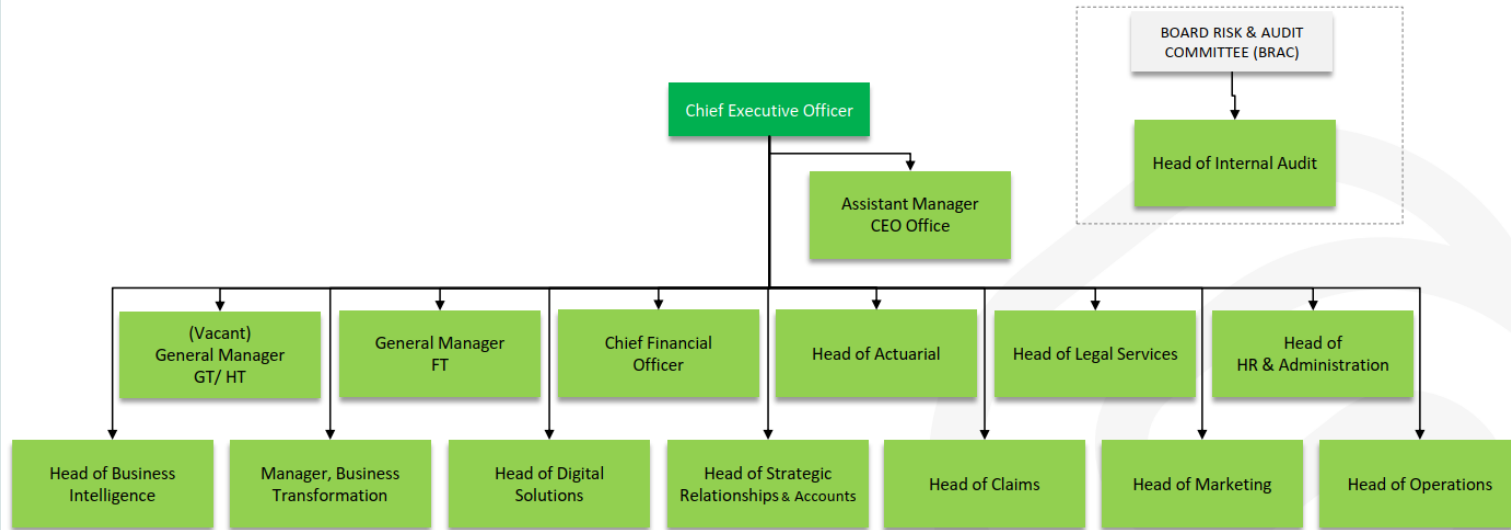 BOARD RISK & AUDIT
COMMITTEE (BRAC)
Chief Executive Officer
Head of Internal Audit
Assistant Manager
CEO Office
(Vacant)
General Manager
GT/ HT
General Manager
FT
Chief Financial
Officer
Head of Actuarial
Head of Legal Services
Head of
HR & Administration
Head of Business
Intelligence
Manager, Business
Transformation
Head of Digital
Solutions
Head of Strategic
Relationships & Accounts
Head of Claims
Head of Marketing
Head of Operations